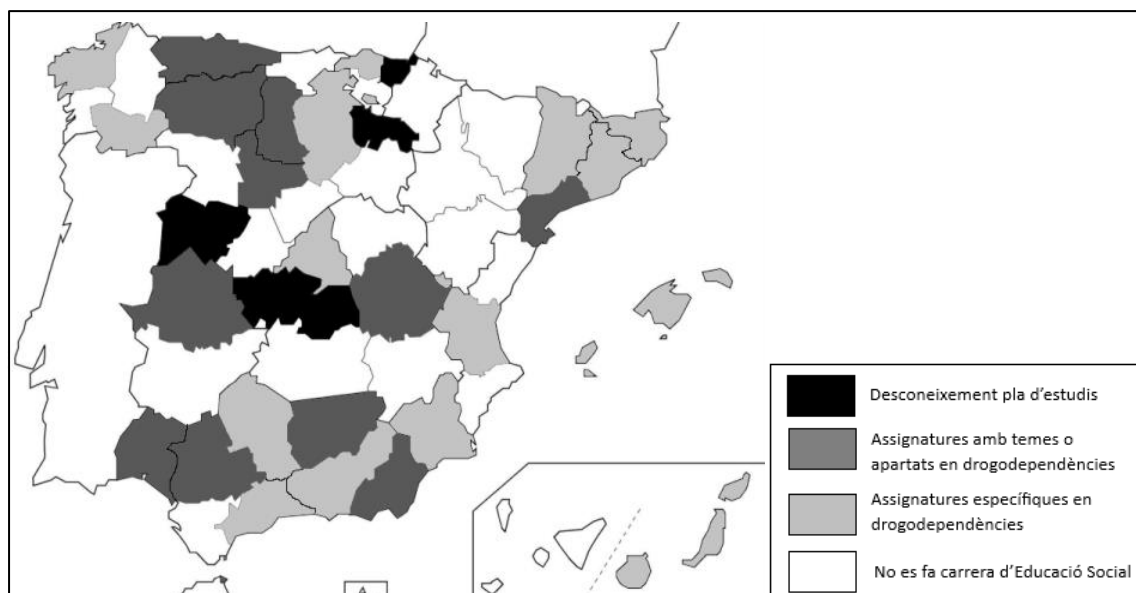 Desconeixement pla d'estudis
Assignatures amb temes o
apartats en drogodependències
Assignatures específiques en
drogodependències
No es fa carrera d'Educació Social